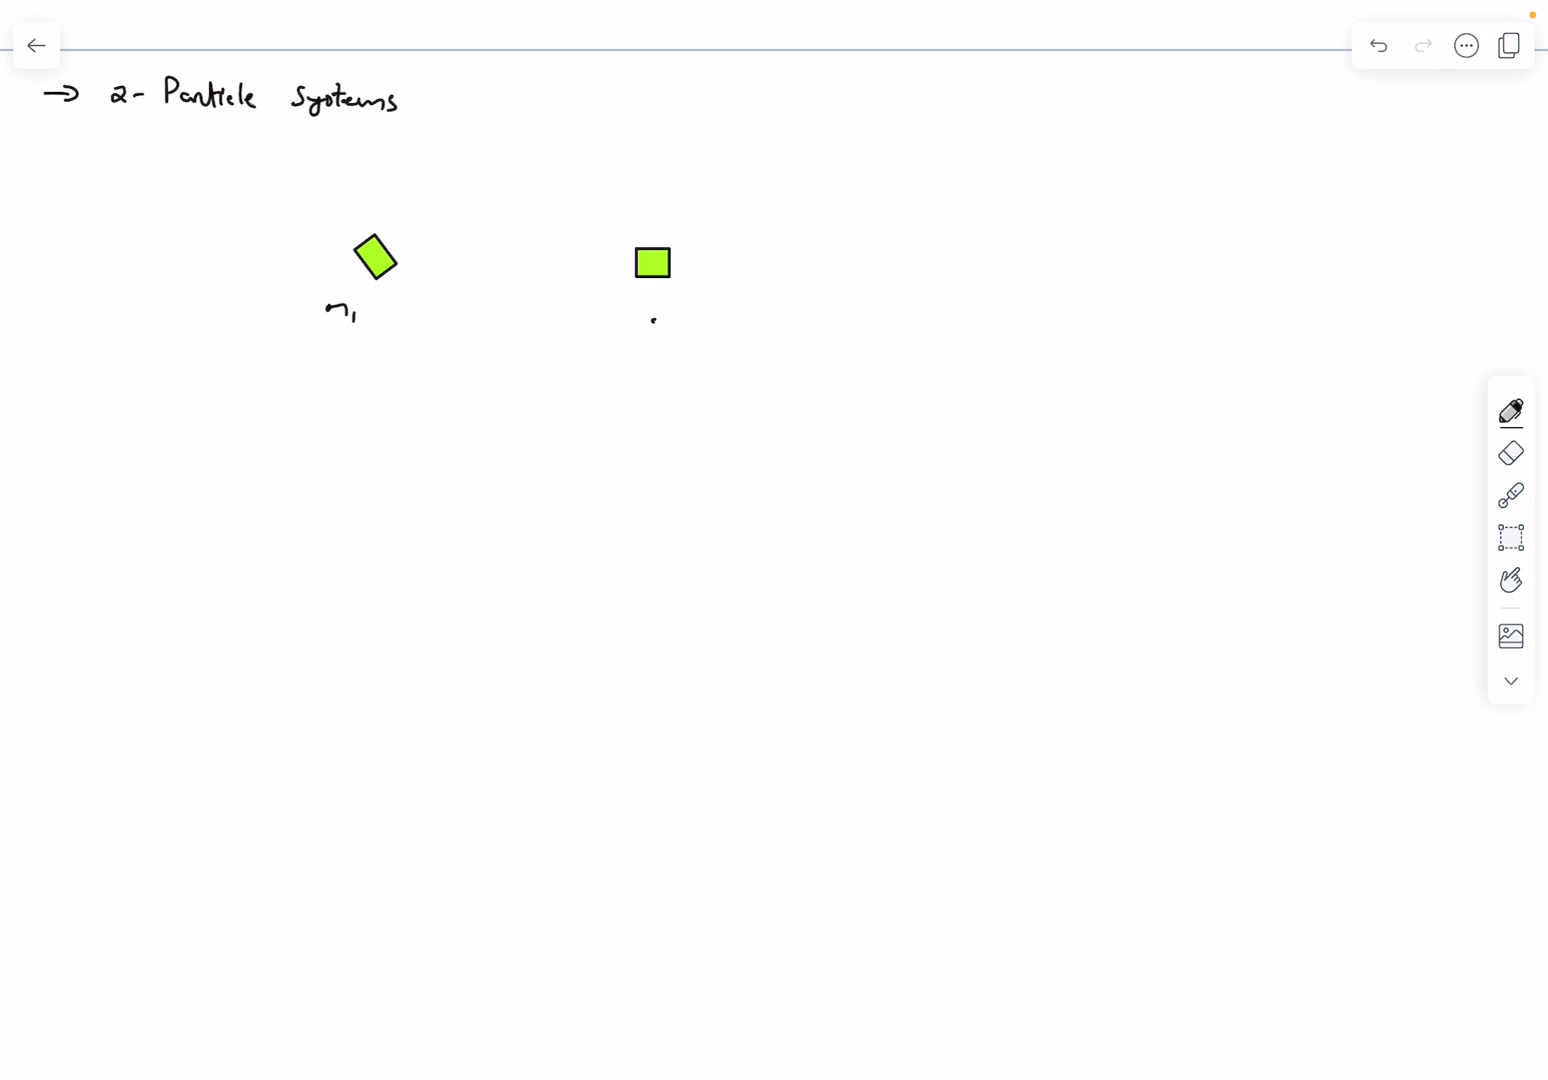 → 2- Particle Systems
m₁